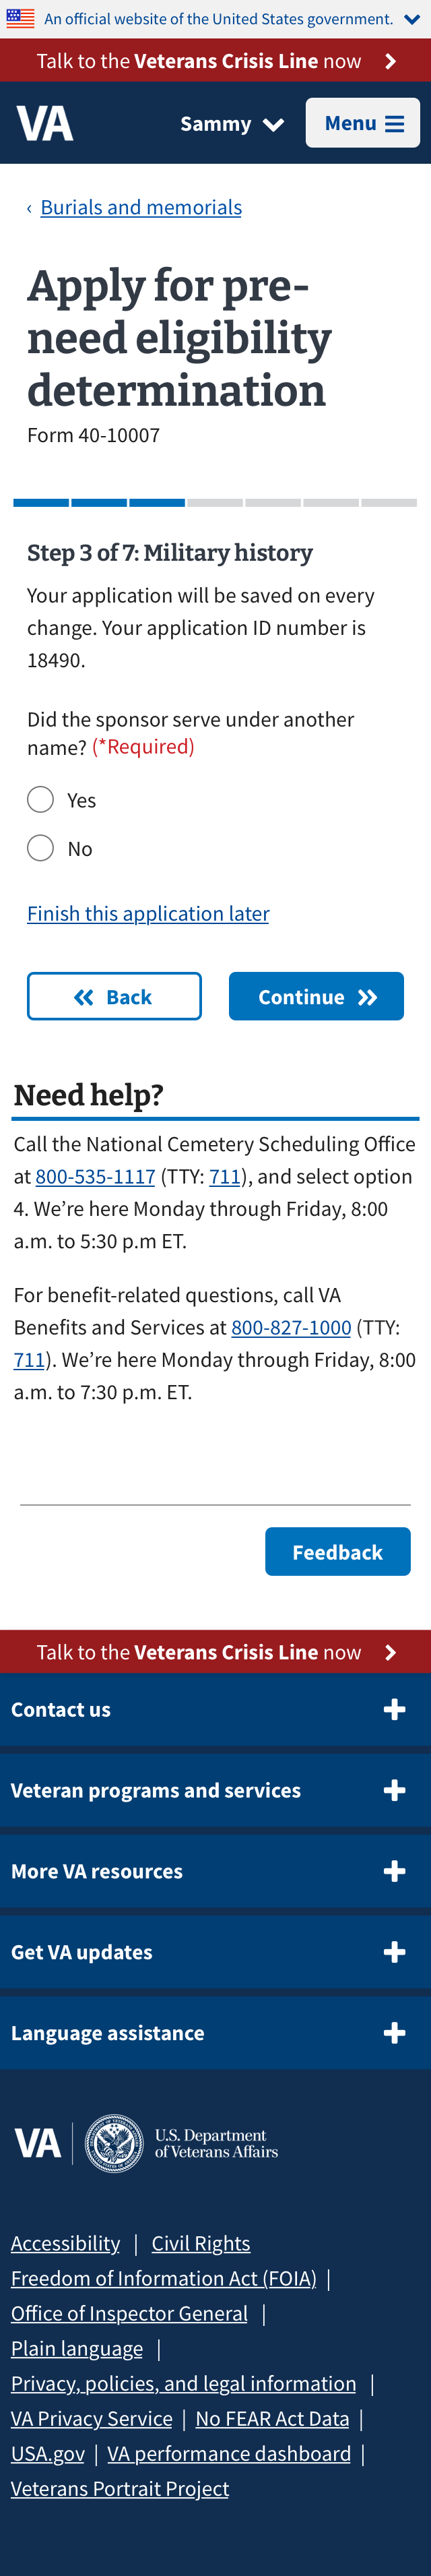 An official website of the United States government.
Talk to the Veterans Crisis Line now
VA
Sammy
Menu
‹ Burials and memorials
Apply for pre-
need eligibility
determination
Form 40-10007
Step 3 of 7: Military history
Your application will be saved on every
change. Your application ID number is
18490.
Did the sponsor serve under another
name? (*Required)
Yes
No
Finish this application later
Back
Continue
Need help?
Call the National Cemetery Scheduling Office
at 800-535-1117 (TTY: 711), and select option
4. We’re here Monday through Friday, 8:00
a.m. to 5:30 p.m ET.
For benefit-related questions, call VA
Benefits and Services at 800-827-1000 (TTY:
711). We’re here Monday through Friday, 8:00
a.m. to 7:30 p.m. ET.
Feedback
Talk to the Veterans Crisis Line now
Contact us
Veteran programs and services
More VA resources
Get VA updates
Language assistance
VA
U.S. Department
of Veterans Affairs
Accessibility | Civil Rights
Freedom of Information Act (FOIA) |
Office of Inspector General |
Plain language |
Privacy, policies, and legal information |
VA Privacy Service | No FEAR Act Data |
USA.gov | VA performance dashboard |
Veterans Portrait Project